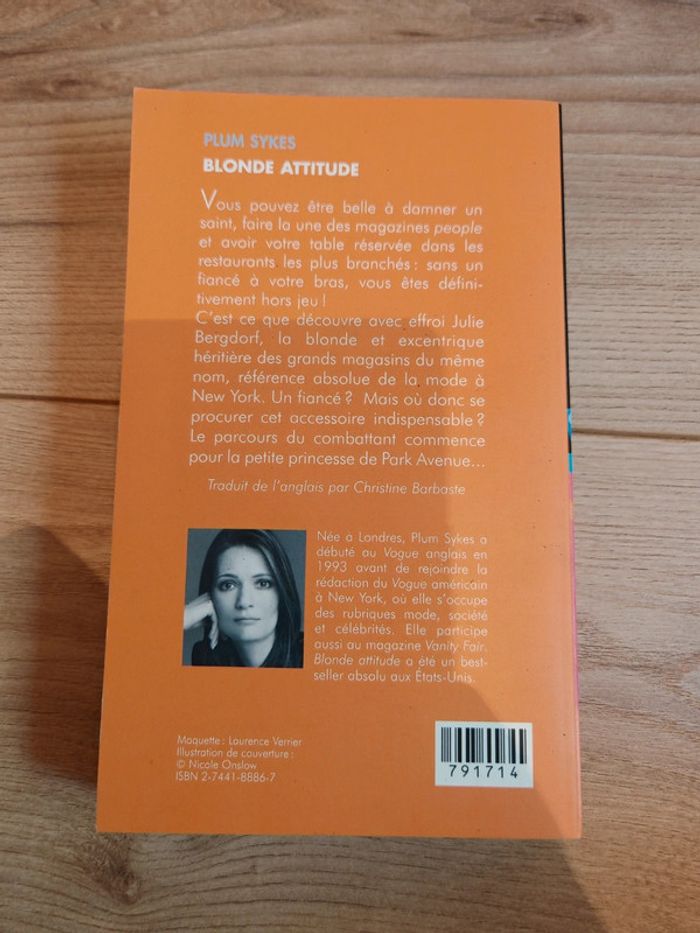 PLUM SYKES
BLONDE ATTITUDE
Vous pouvez être belle à damner un
saint, faire la une des magazines people
et avoir votre table réservée dans les
restaurants les plus branchés : sans un
fiancé à votre bras, vous êtes défini-
tivement hors jeu !
C'est ce que découvre avec effroi Julie
Bergdorf, la blonde et excentrique
héritière des grands magasins du même
nom, référence absolue de la mode à
New York. Un fiancé ? Mais où donc se
procurer cet accessoire indispensable ?
Le parcours du combattant commence
pour la petite princesse de Park Avenue...
Traduit de l'anglais par Christine Barbaste
Née à Londres, Plum Sykes a
débuté au Vogue anglais en
1993 avant de rejoindre la
rédaction du Vogue américain
à New York, où elle s'occupe
des rubriques mode, société
et célébrités. Elle participe
aussi au magazine Vanity Fair.
Blonde attitude a été un best-
seller absolu aux États-Unis.
Maquette : Laurence Verrier
Illustration de couverture :
© Nicole Onslow
ISBN 2-7441-8886-7
791714